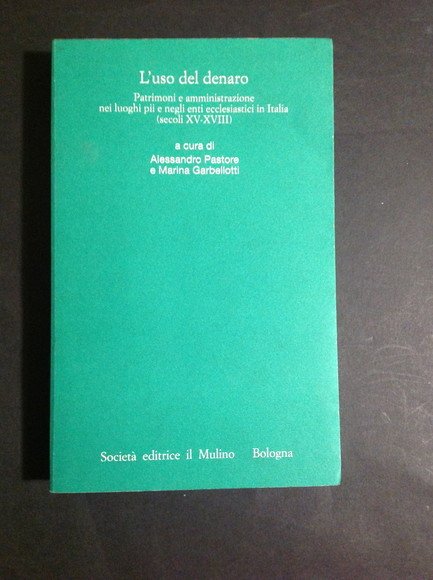 L'uso del denaro
Patrimoni e amministrazione
nei luoghi pii e negli enti ecclesiastici in Italia
(secoli XV-XVIII)
a cura di
Alessandro Pastore
e Marina Garbellotti
Società editrice il Mulino Bologna